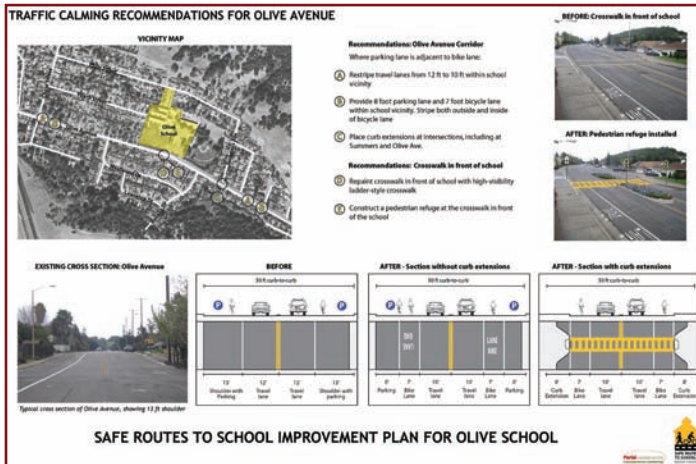 TRAFFIC CALMING RECOMMENDATIONS FOR OLIVE AVENUE
VICINITY MAP
Olive
School
Recommendations: Olive Avenue Corridor
Where parking lane is adjacent to bike lane:
A Restripe travel lanes from 12 ft to 10 ft within school
vicinity
B Provide 8 foot parking lane and 7 foot bicycle lane
within school vicinity. Stripe both outside and inside
of bicycle lane
C Place curb extensions at intersections, including at
Summers and Olive Ave.
Recommendations: Crosswalk in front of school
D Repaint crosswalk in front of school with high-visibility
ladder-style crosswalk
E Construct a pedestrian refuge at the crosswalk in front
of the school
BEFORE: Crosswalk in front of school
AFTER: Pedestrian refuge installed
EXISTING CROSS SECTION: Olive Avenue
Typical cross section of Olive Avenue, showing 13 ft shoulder
BEFORE
50 ft curb-to-curb
P P
13' 12' 12' 13'
Shoulder with Parking
Travel lane
Travel lane
Shoulder with parking
AFTER - Section without curb extensions
50 ft curb-to-curb
P P
BIKE LANE
BIKE LANE
8' 7' 10' 10' 7' 8'
Parking
Bike Lane
Travel lane
Travel lane
Bike Lane
Parking
AFTER - Section with curb extensions
50 ft curb-to-curb
8' 7' 10' 10' 7' 8'
Curb Extension
Bike Lane
Travel lane
Travel lane
Bike Lane
Curb Extension
SAFE ROUTES TO SCHOOL IMPROVEMENT PLAN FOR OLIVE SCHOOL
SAFE ROUTES
TO SCHOOLS